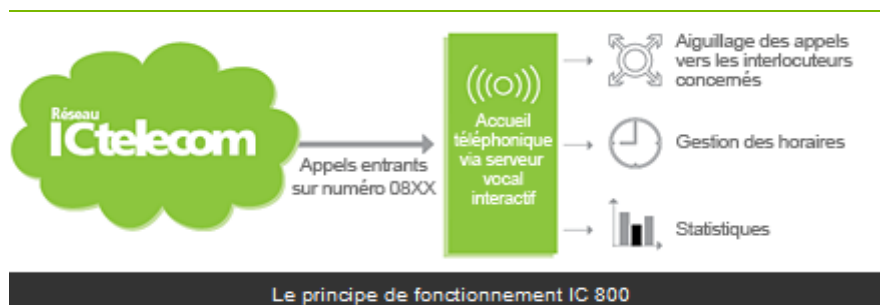 Réseau
ICtelecom
Appels entrants
sur numéro 08XX
Accueil
téléphonique
via serveur
vocal
interactif
Aiguillage des appels
vers les interlocuteurs
concernés
Gestion des horaires
Statistiques
Le principe de fonctionnement IC 800